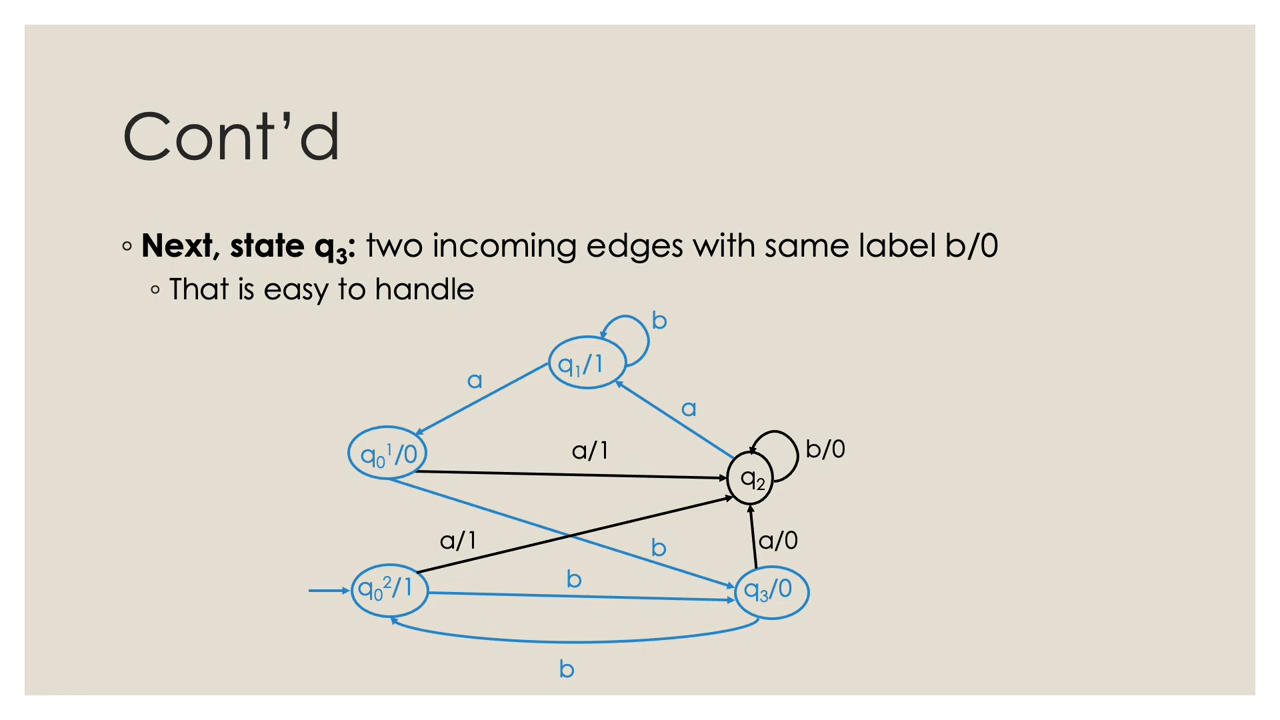 Cont’d
◦ Next, state q₃: two incoming edges with same label b/0
◦ That is easy to handle
b
q₁/1
a
a
q₀¹/0
a/1
b/0
q₂
a/1
b
a/0
b
q₀²/1
q₃/0
b